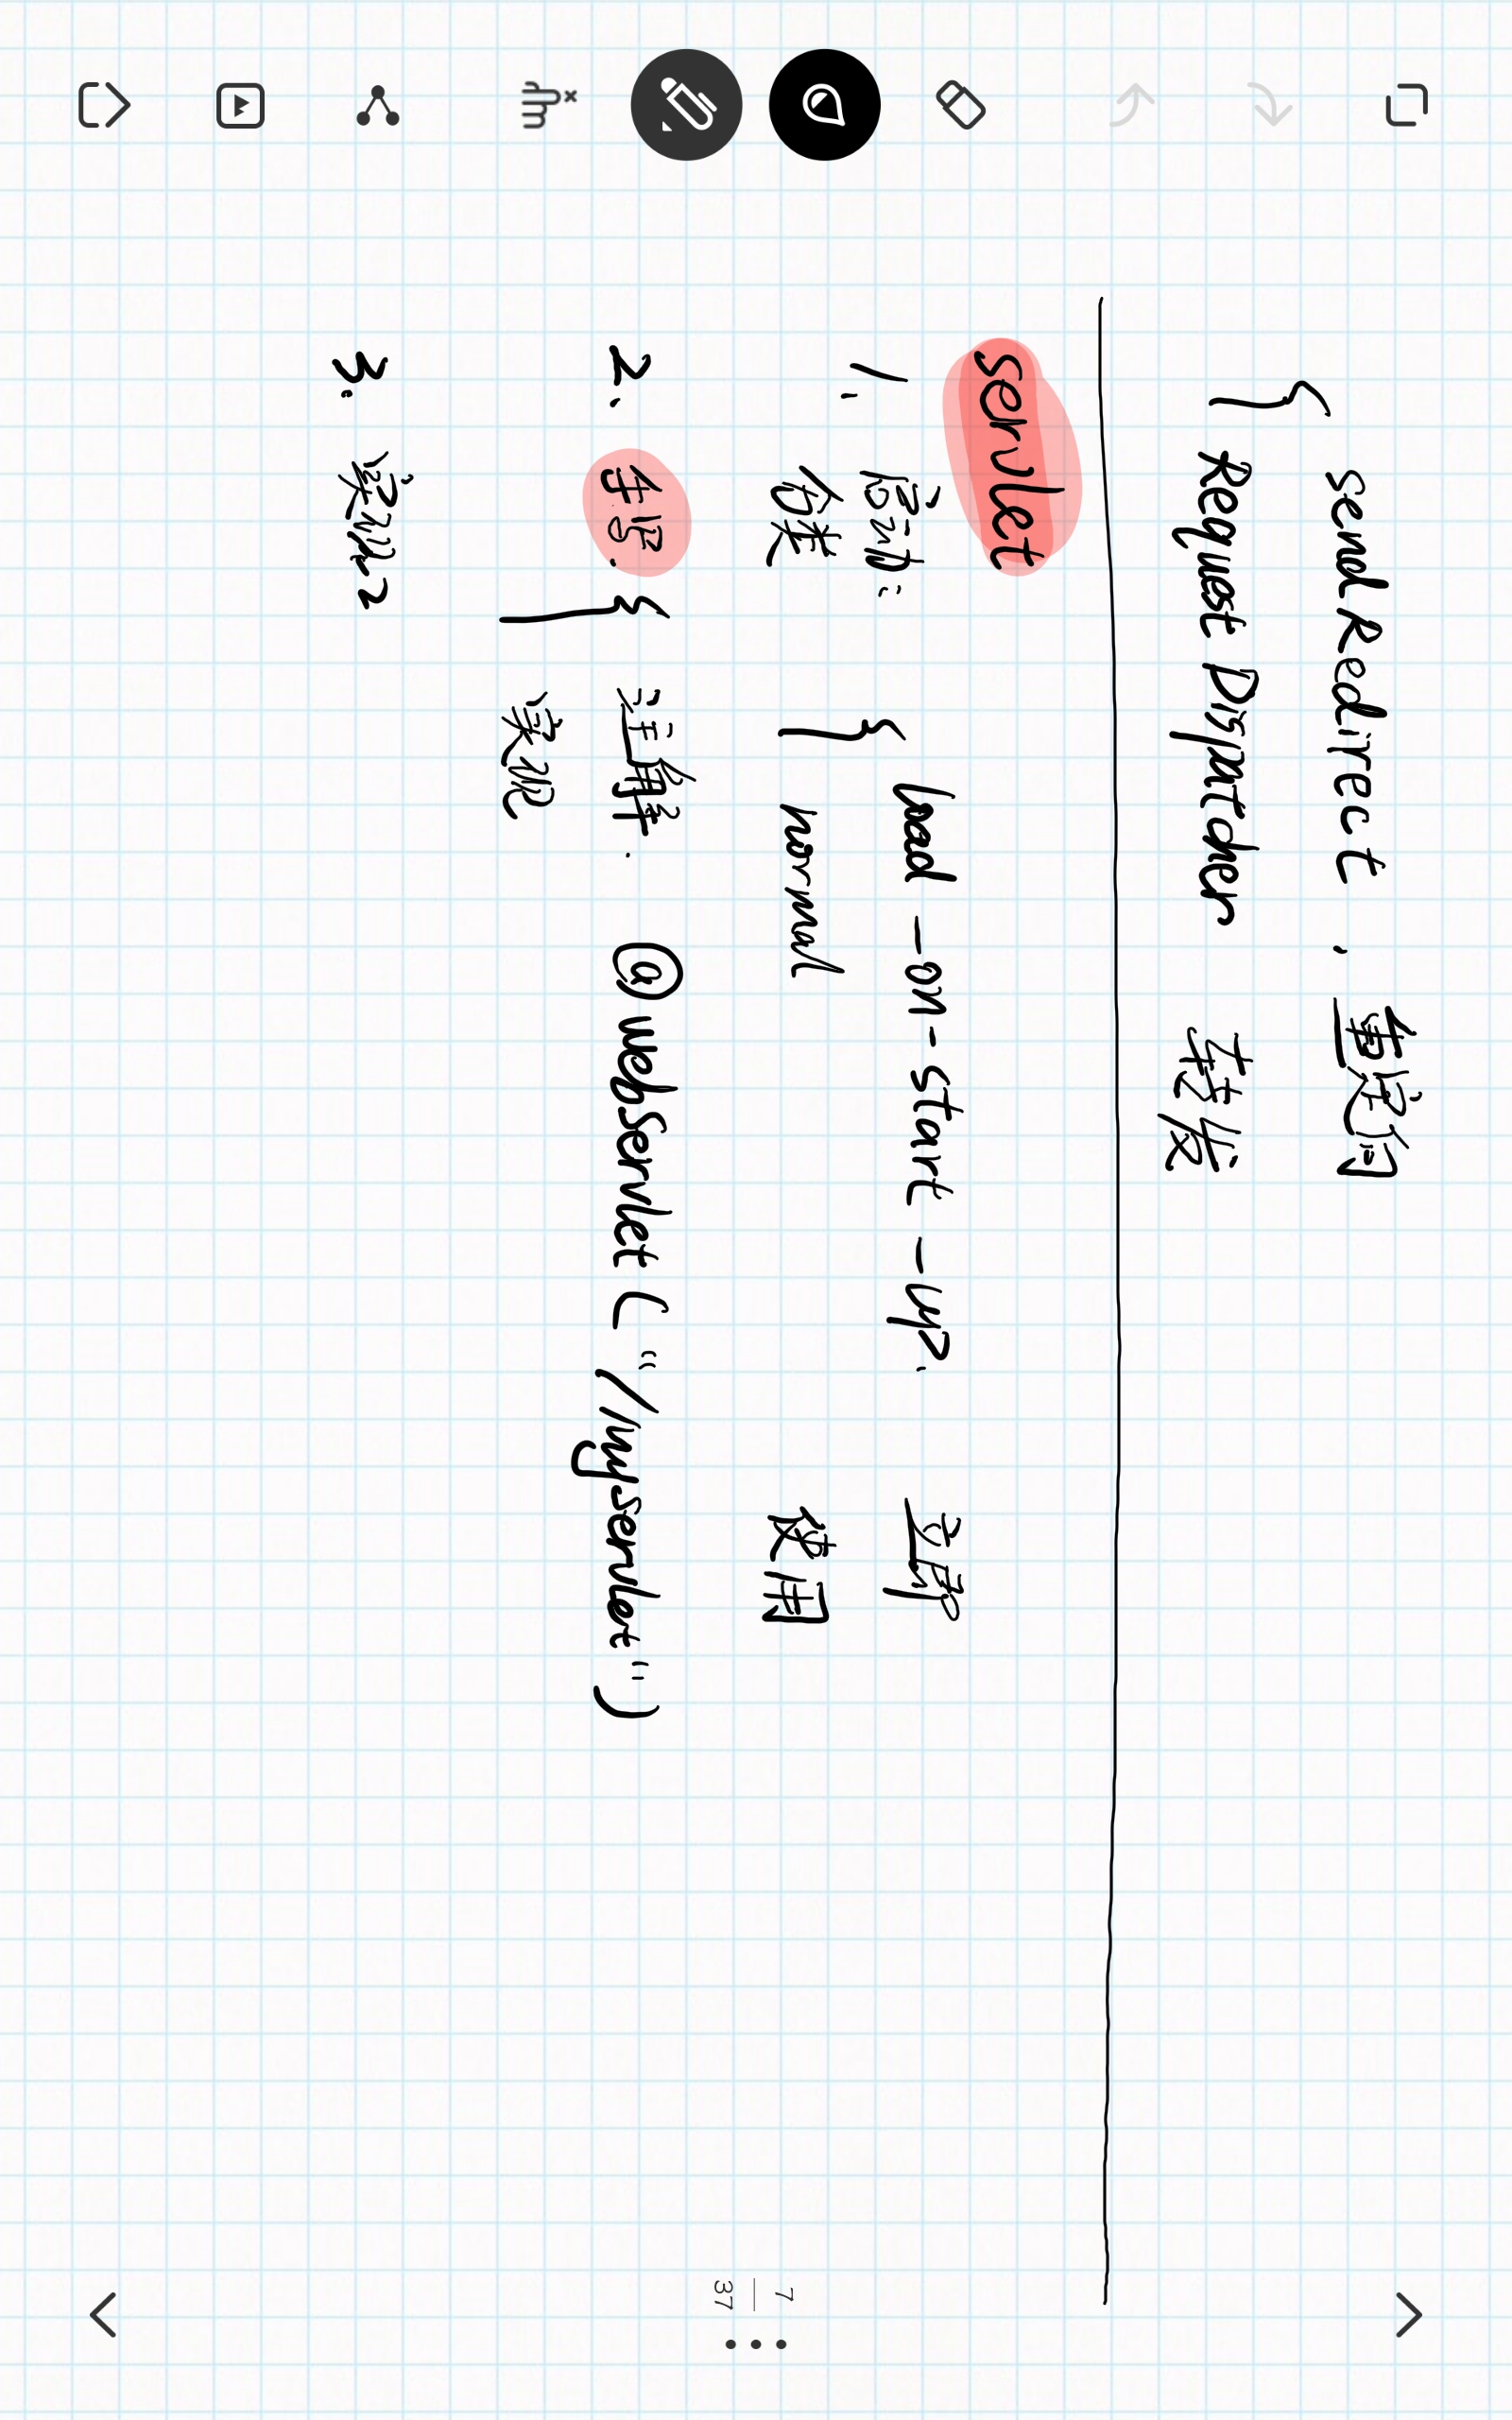 sendRedirect , 重定向
Request Dispatcher 转发
servlet
1、 启动: load -on-start -up. 立即
分类 normal 使用
2、 手写. 注解. @webServlet("/myservlet")
实现
3. 实现
7
37